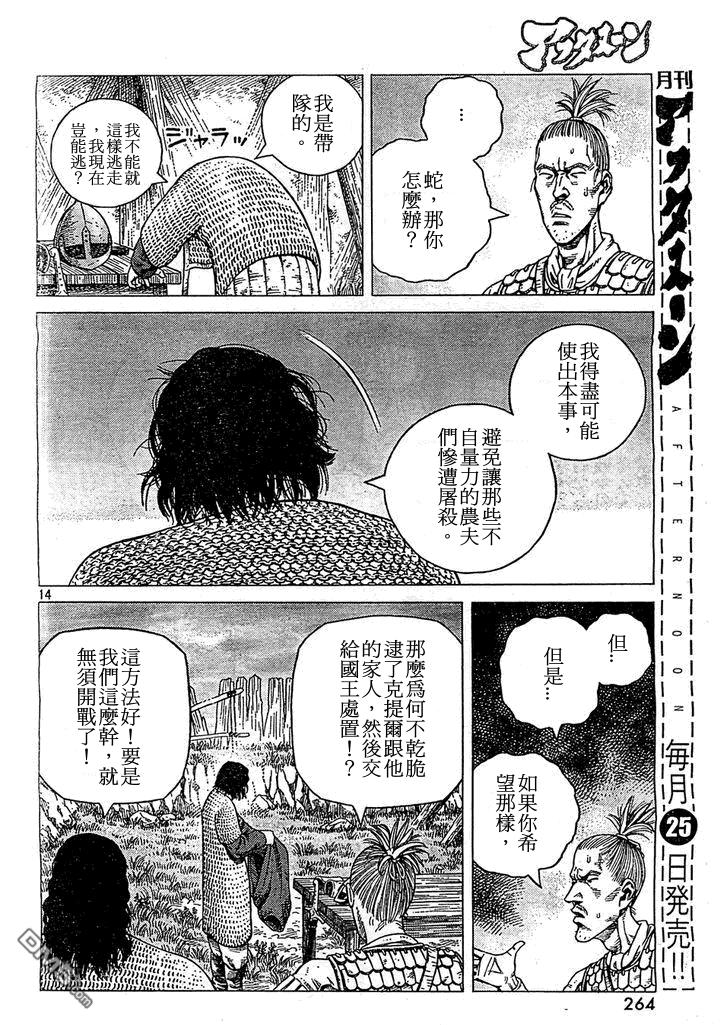 アフタヌーン
月刊
アフタヌーン
AFTERNOON
毎月25日発売!!
…
蛇，那你
怎麼辦？
我是帶
隊的。
ジャラッ
我不能就
這樣逃走
，我現在
豈能逃？
我得盡可能
使出本事，
避免讓那些不
自量力的農夫
們慘遭屠殺。
14
但…
但是…
如果你希
望那樣，
那麼為何不乾脆
逮了克提爾跟他
的家人，然後交
給國王處置！？
這方法好！要是
我們這麼幹，就
無須開戰了！
264